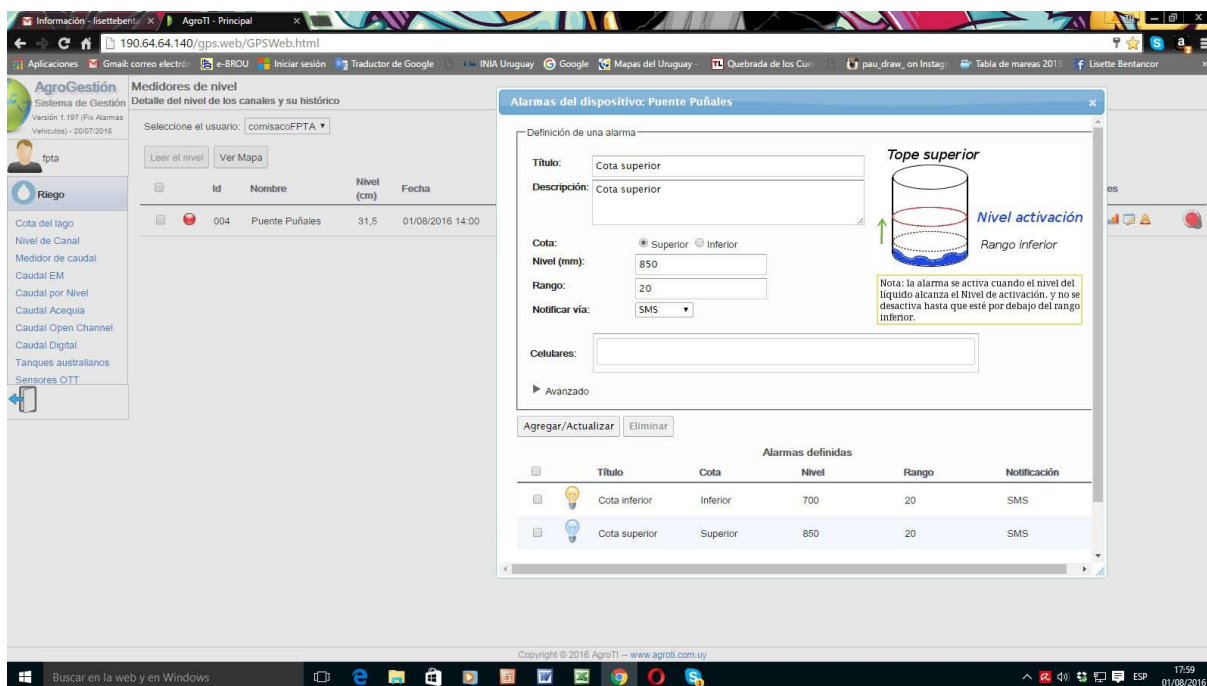 Información - lisettebent
AgroTI - Principal
190.64.64.140/gps.web/GPSWeb.html
Aplicaciones
Gmail: correo electró
e-BROU
Iniciar sesión
Traductor de Google
INIA Uruguay
Google
Mapas del Uruguay -
Quebrada de los Cue
pau_draw_on Instagr
Tabla de mareas 201
Lisette Bentancor
AgroGestión
Sistema de Gestión
Versión 1.197 (Fix Alarmas
Vehiculos) - 20/07/2016
fpta
Riego
Cota del lago
Nivel de Canal
Medidor de caudal
Caudal EM
Caudal por Nivel
Caudal Acequia
Caudal Open Channel
Caudal Digital
Tanques australianos
Sensores OTT
Medidores de nivel
Detalle del nivel de los canales y su histórico
Seleccione el usuario: comisacoFPTA
Leer el nivel Ver Mapa
Id Nombre Nivel (cm) Fecha
004 Puente Puñales 31,5 01/08/2016 14:00
es
Alarmas del dispositivo: Puente Puñales
Definición de una alarma
Título: Cota superior
Descripción: Cota superior
Cota: Superior Inferior
Nivel (mm): 850
Rango: 20
Notificar vía: SMS
Celulares:
Avanzado
Tope superior
Nivel activación
Rango inferior
Nota: la alarma se activa cuando el nivel del
líquido alcanza el Nivel de activación, y no se
desactiva hasta que esté por debajo del rango
inferior.
Agregar/Actualizar Eliminar
Alarmas definidas
Título Cota Nivel Rango Notificación
Cota inferior Inferior 700 20 SMS
Cota superior Superior 850 20 SMS
Copyright © 2016 AgroTI – www.agroti.com.uy
Buscar en la web y en Windows
ESP
17:59
01/08/2016